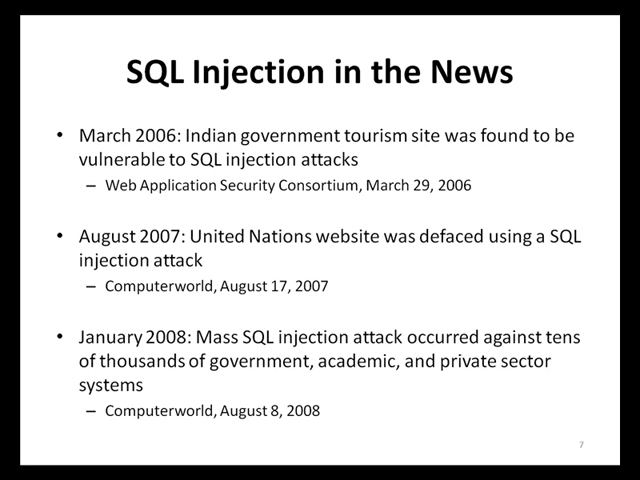 SQL Injection in the News
• March 2006: Indian government tourism site was found to be
vulnerable to SQL injection attacks
– Web Application Security Consortium, March 29, 2006
• August 2007: United Nations website was defaced using a SQL
injection attack
– Computerworld, August 17, 2007
• January 2008: Mass SQL injection attack occurred against tens
of thousands of government, academic, and private sector
systems
– Computerworld, August 8, 2008
7